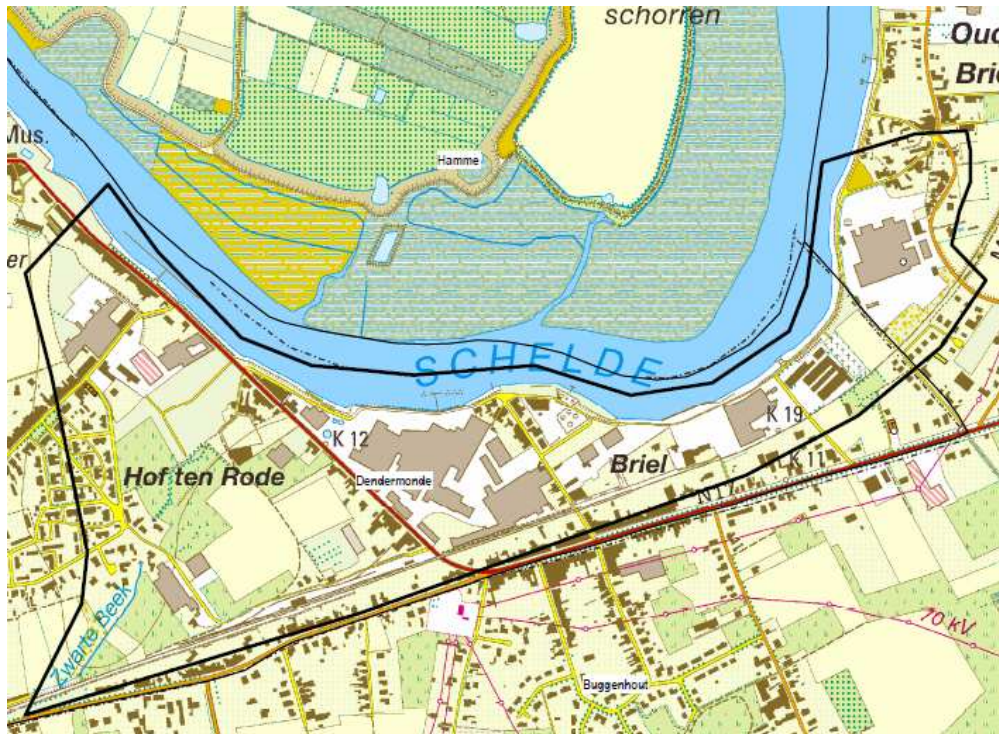 schorren
Oud
Brie
Mus.
Hamme
er
SCHELDE
K 19
K 12
Briel
K 11
Hof ten Rode
Dendermonde
N17
Zwarte Beek
70 kV
Buggenhout